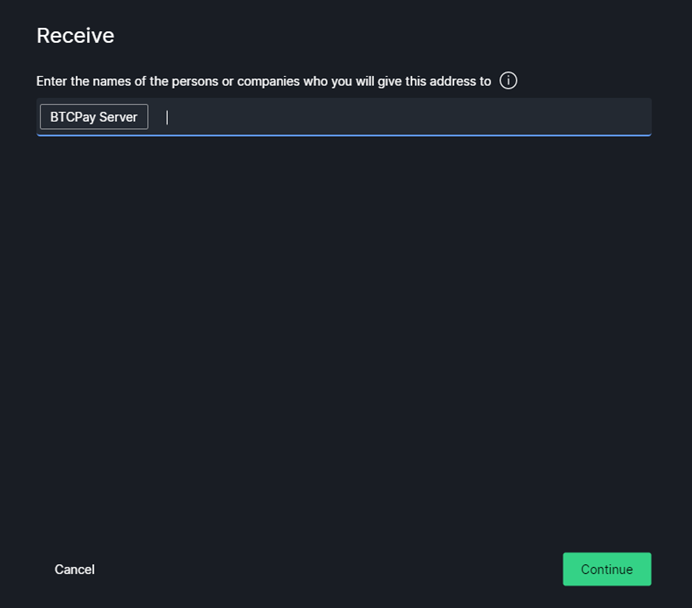 Receive
Enter the names of the persons or companies who you will give this address to
BTCPay Server
Cancel
Continue